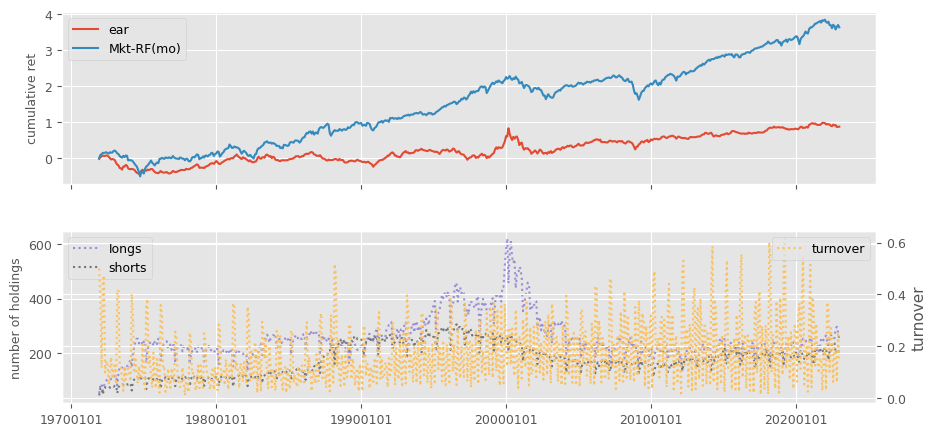 4
3
2
1
0
cumulative ret
ear
Mkt-RF(mo)
600
400
200
number of holdings
longs
shorts
turnover
0.6
0.4
0.2
0.0
turnover
19700101
19800101
19900101
20000101
20100101
20200101